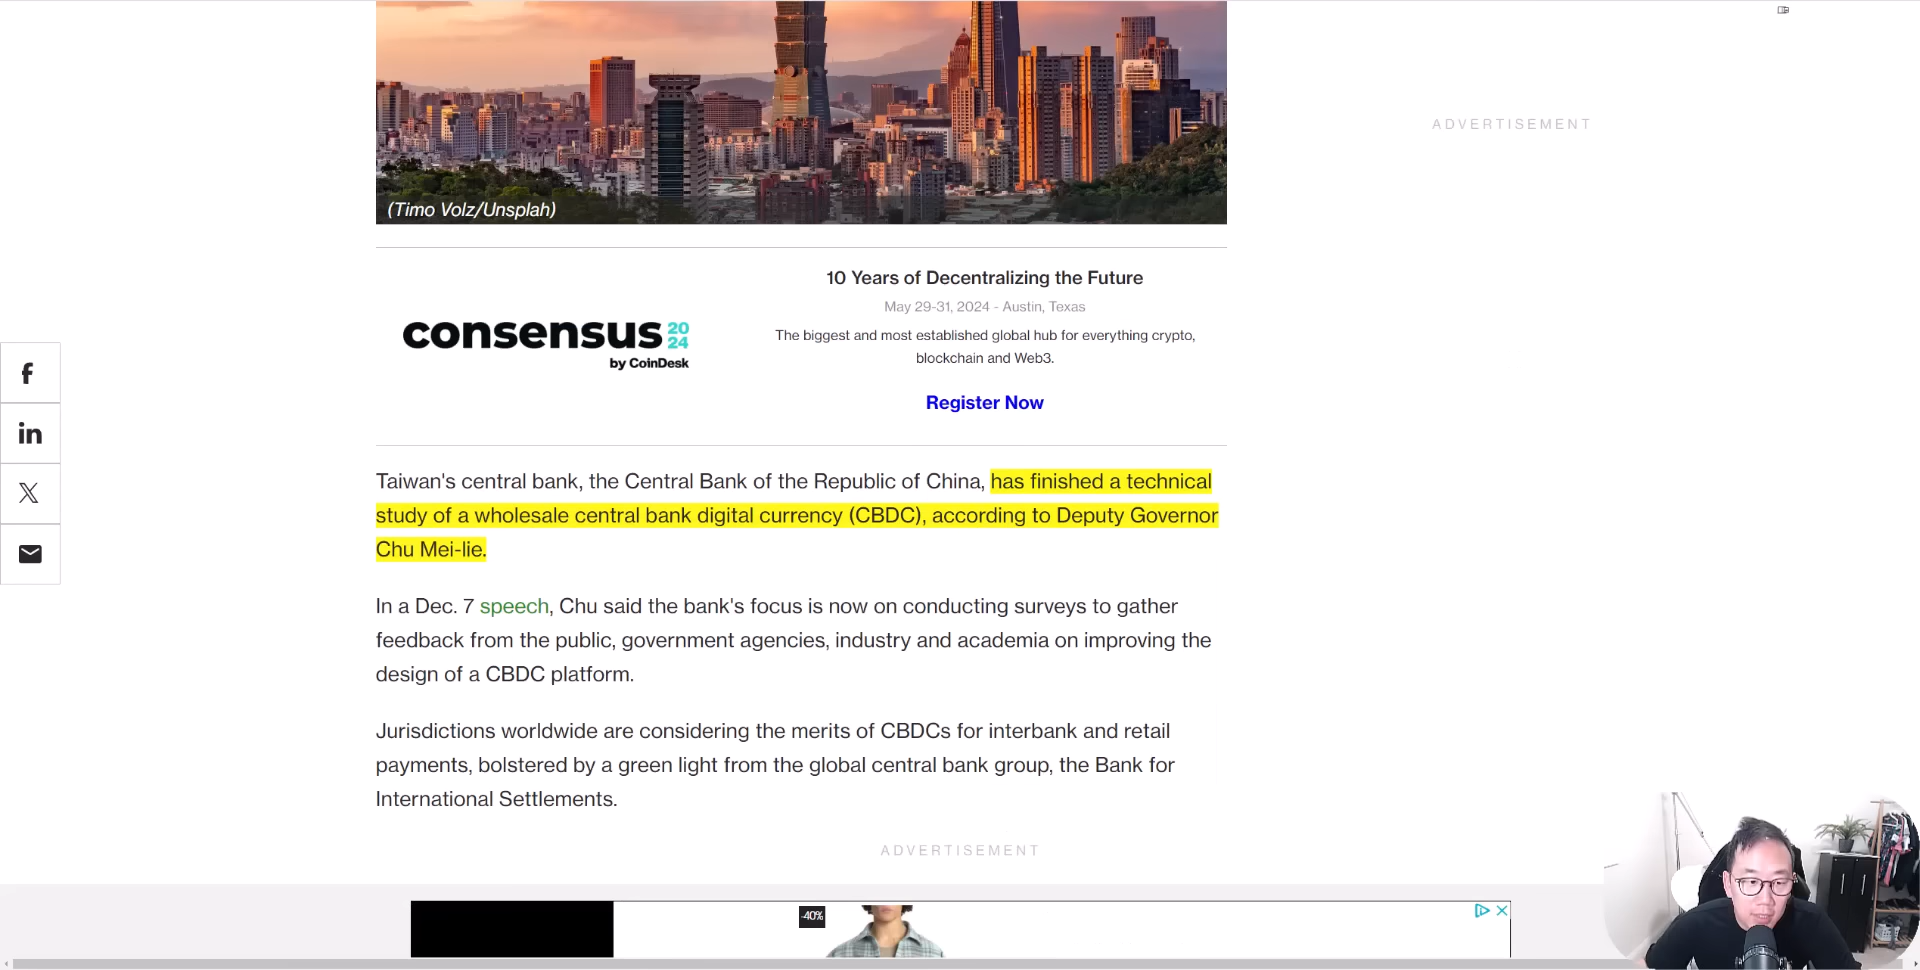 (Timo Volz/Unsplah)
10 Years of Decentralizing the Future
May 29-31, 2024 - Austin, Texas
consensus 20
24
by CoinDesk
The biggest and most established global hub for everything crypto,
blockchain and Web3.
Register Now
ADVERTISEMENT
f
in
X
Taiwan's central bank, the Central Bank of the Republic of China, has finished a technical
study of a wholesale central bank digital currency (CBDC), according to Deputy Governor
Chu Mei-lie.
In a Dec. 7 speech, Chu said the bank's focus is now on conducting surveys to gather
feedback from the public, government agencies, industry and academia on improving the
design of a CBDC platform.
Jurisdictions worldwide are considering the merits of CBDCs for interbank and retail
payments, bolstered by a green light from the global central bank group, the Bank for
International Settlements.
ADVERTISEMENT
-40%